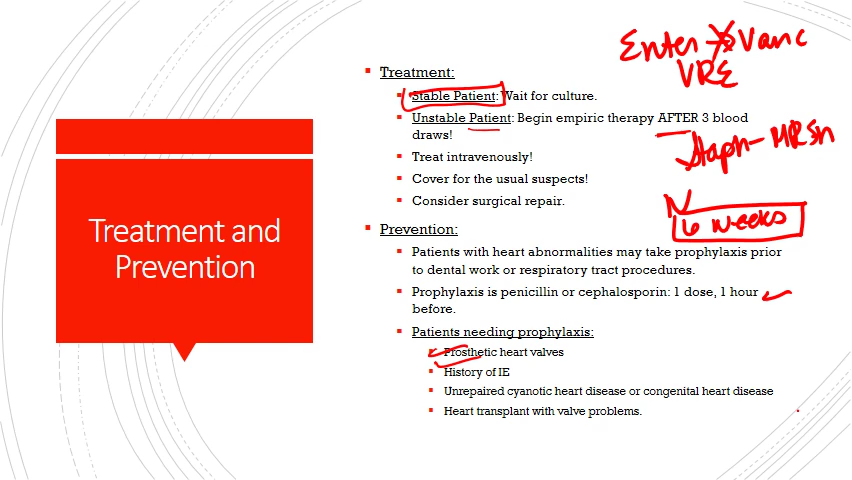 Treatment and
Prevention
Treatment:
Stable Patient: Wait for culture.
Unstable Patient: Begin empiric therapy AFTER 3 blood
draws!
Treat intravenously!
Cover for the usual suspects!
Consider surgical repair.
Prevention:
Patients with heart abnormalities may take prophylaxis prior
to dental work or respiratory tract procedures.
Prophylaxis is penicillin or cephalosporin: 1 dose, 1 hour
before.
Patients needing prophylaxis:
Prosthetic heart valves
History of IE
Unrepaired cyanotic heart disease or congenital heart disease
Heart transplant with valve problems.
Enter Vanc
VRE
Staph-
6 weeks